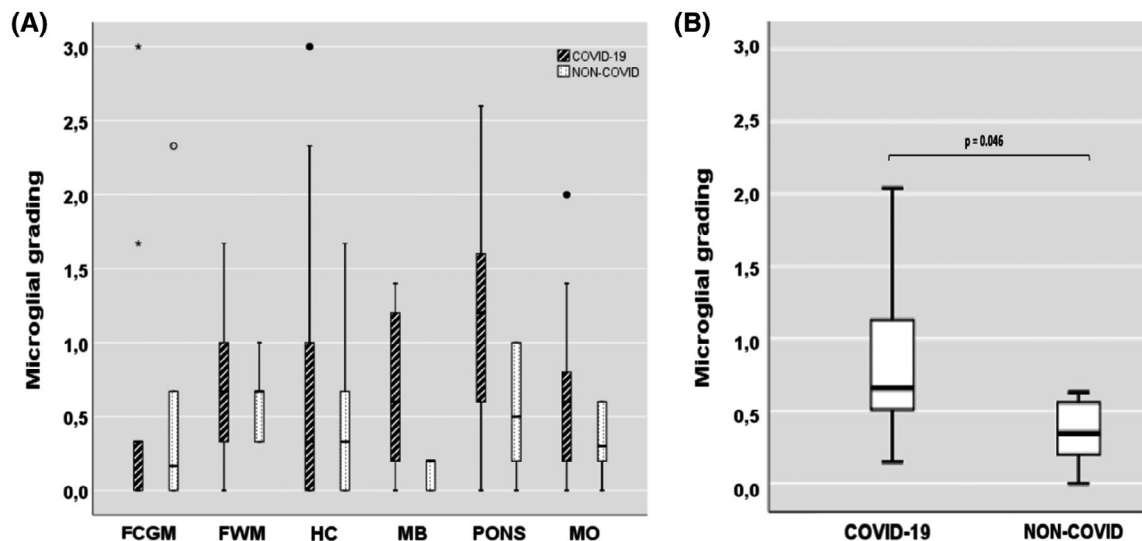 (A)
Microglial grading
3,0
2,5
2,0
1,5
1,0
0,5
0,0
COVID-19
NON-COVID
FCGM FWM HC MB PONS MO
(B)
Microglial grading
3,0
2,5
2,0
1,5
1,0
0,5
0,0
p = 0.046
COVID-19 NON-COVID